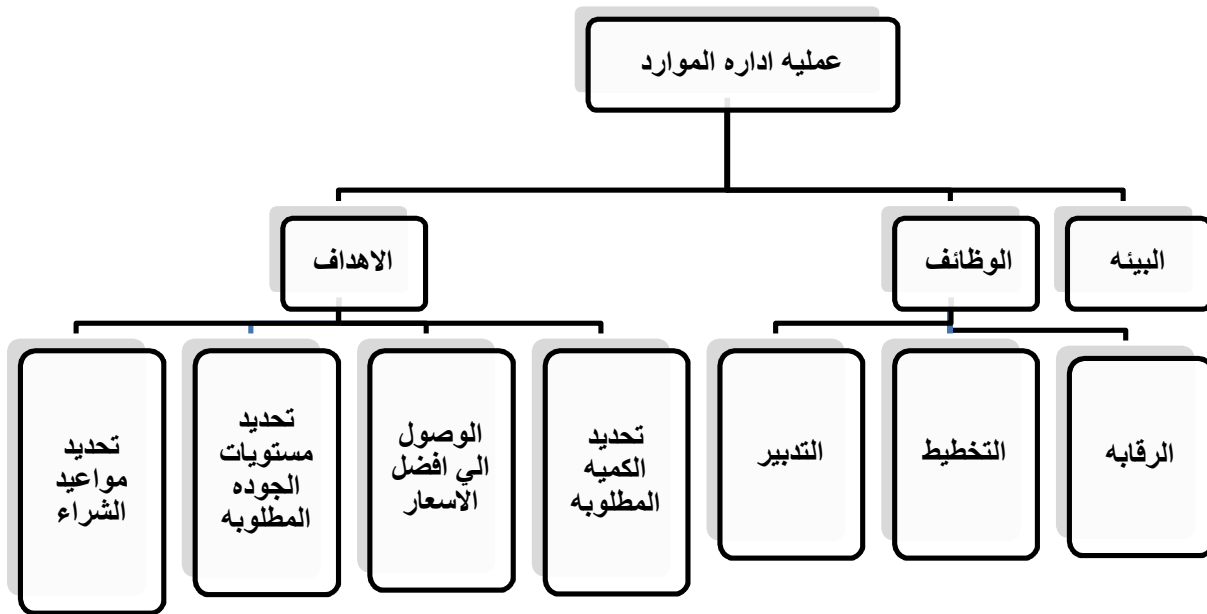 عمليه اداره الموارد
البيئه
الوظائف
الاهداف
الرقابه
التخطيط
التدبير
تحديد
الكميه
المطلوبه
الوصول
الي افضل
الاسعار
تحديد
مستويات
الجوده
المطلوبه
تحديد
مواعيد
الشراء